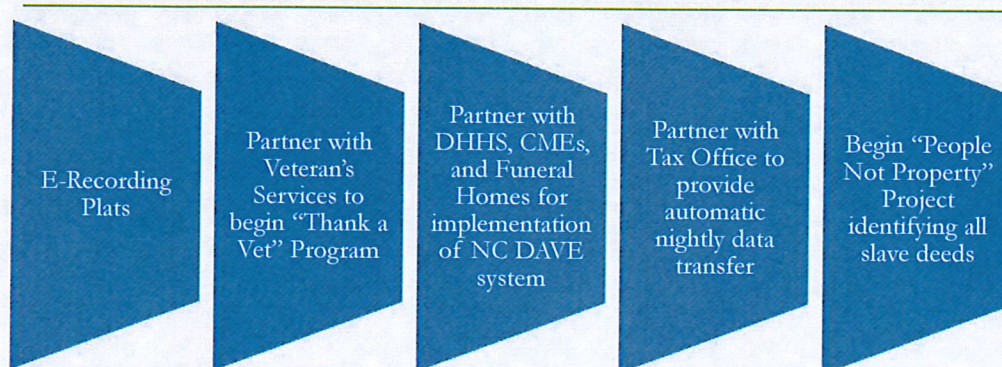 E-Recording
Plats
Partner with
Veteran's
Services to
begin “Thank a
Vet” Program
Partner with
DHHS, CMEs,
and Funeral
Homes for
implementation
of NC DAVE
system
Partner with
Tax Office to
provide
automatic
nightly data
transfer
Begin “People
Not Property”
Project
identifying all
slave deeds